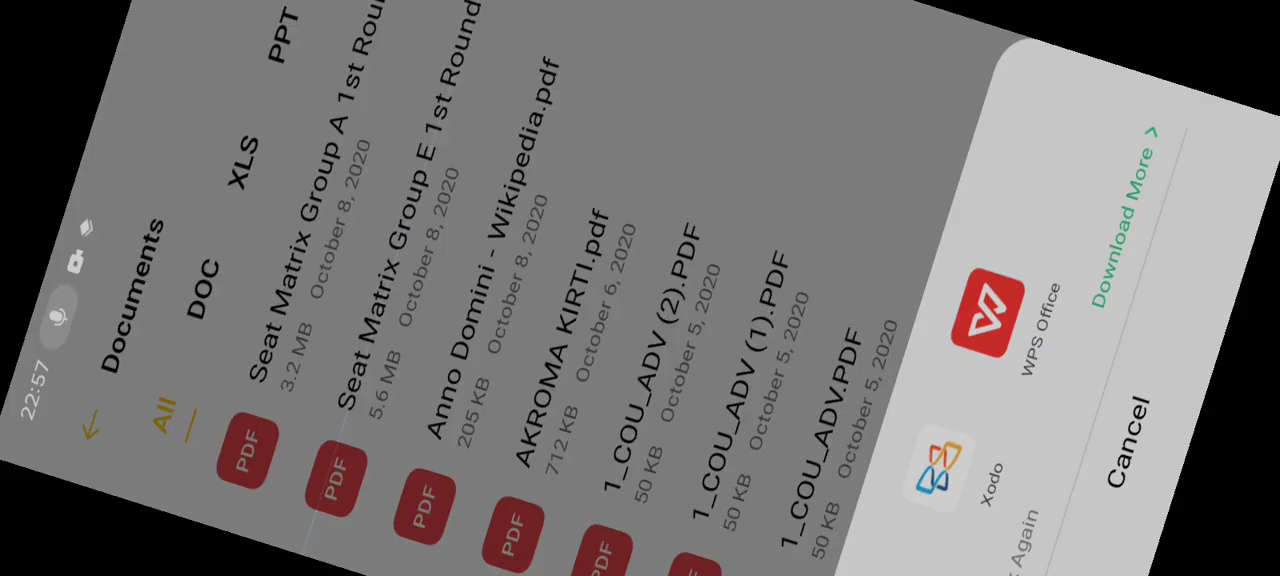 22:57
Documents
All DOC XLS PPT
PDF Seat Matrix Group A 1st
3.2 MB October 8, 2020
PDF Seat Matrix Group E 1st Round
5.6 MB October 8, 2020
PDF Anno Domini - Wikipedia.pdf
205 KB October 8, 2020
PDF AKROMA KIRTI.pdf
712 KB October 6, 2020
PDF 1_COU_ADV (2).PDF
50 KB October 5, 2020
1_COU_ADV (1).PDF
50 KB October 5, 2020
1_COU_ADV.PDF
50 KB October 5, 2020
Xodo
WPS Office
Again
Download More >
Cancel